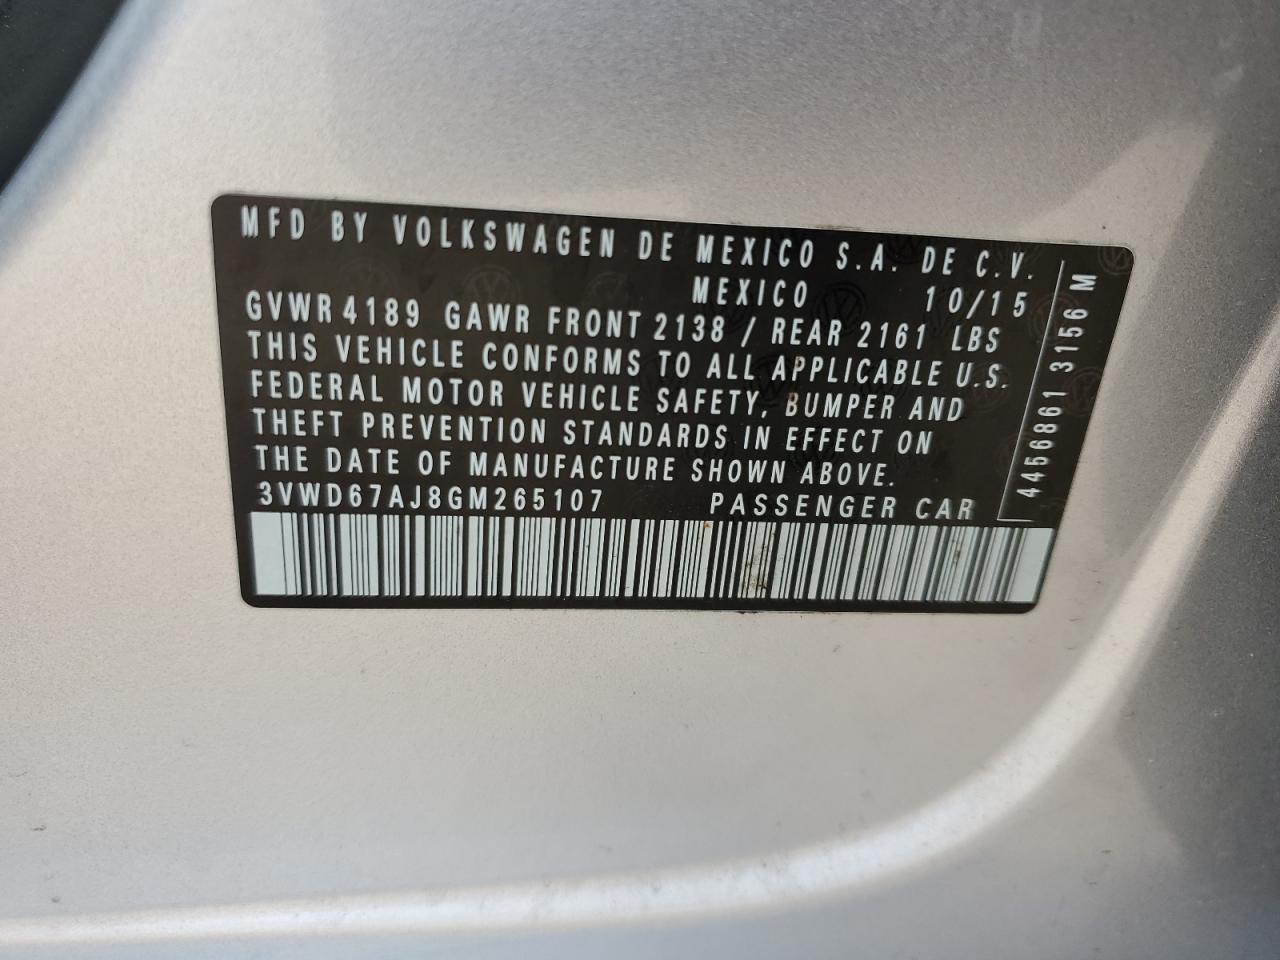 MFD BY VOLKSWAGEN DE MEXICO S.A. DE C.V.
MEXICO 10/15
GVWR 4189 GAWR FRONT 2138 / REAR 2161 LBS
THIS VEHICLE CONFORMS TO ALL APPLICABLE U.S.
FEDERAL MOTOR VEHICLE SAFETY, BUMPER AND
THEFT PREVENTION STANDARDS IN EFFECT ON
THE DATE OF MANUFACTURE SHOWN ABOVE.
3VWD67AJ8GM265107 PASSENGER CAR
4456861 3156 M